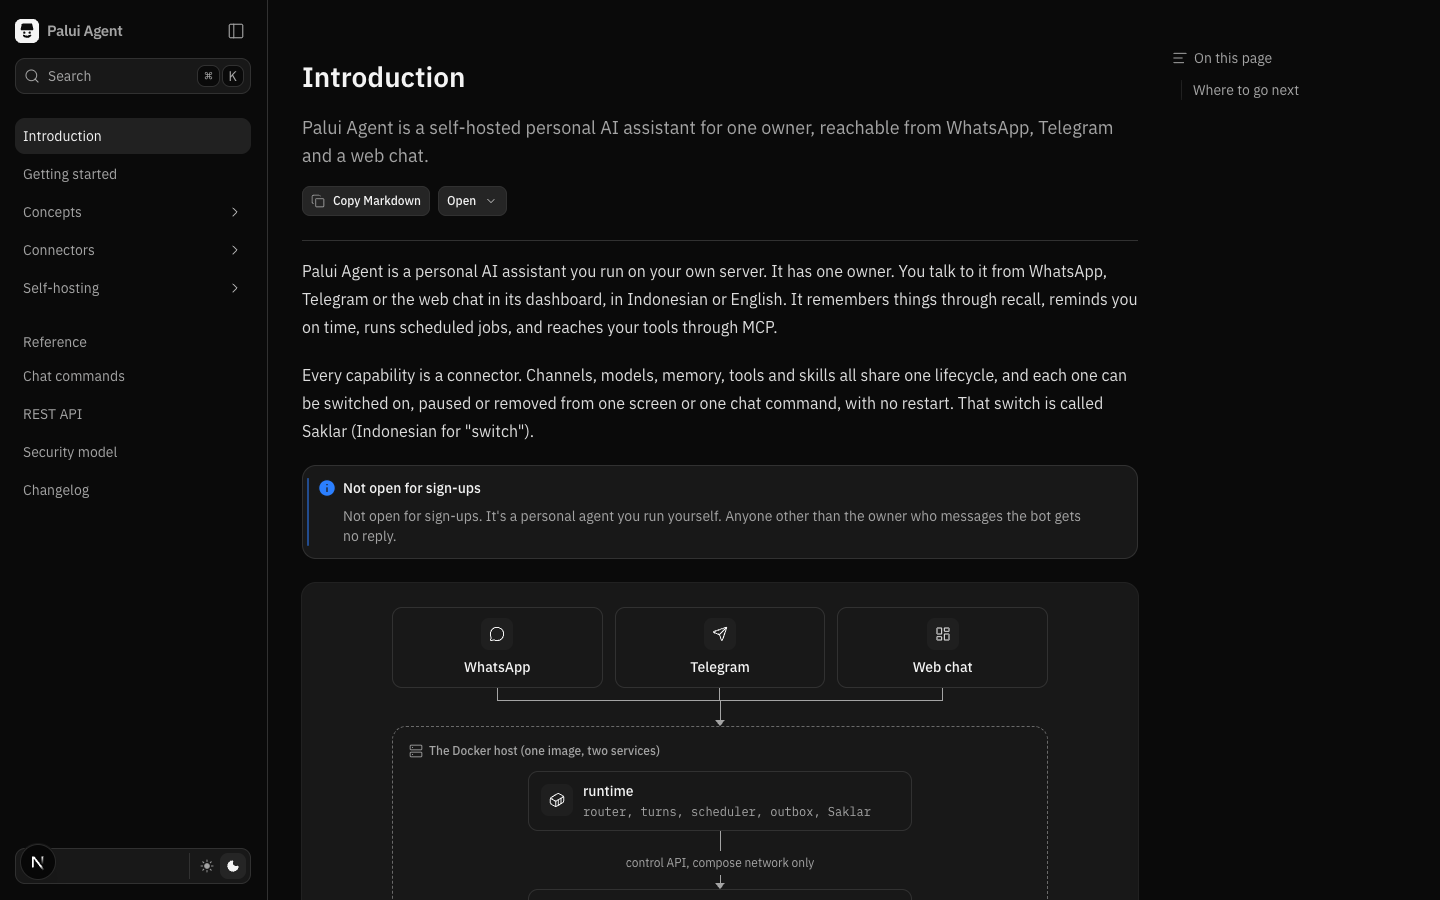 Palui Agent
Search
⌘ K
Introduction
Getting started
Concepts
Connectors
Self-hosting
Reference
Chat commands
REST API
Security model
Changelog
N
Introduction
Palui Agent is a self-hosted personal AI assistant for one owner, reachable from WhatsApp, Telegram
and a web chat.
Copy Markdown
Open
Palui Agent is a personal AI assistant you run on your own server. It has one owner. You talk to it from WhatsApp,
Telegram or the web chat in its dashboard, in Indonesian or English. It remembers things through recall, reminds you
on time, runs scheduled jobs, and reaches your tools through MCP.
Every capability is a connector. Channels, models, memory, tools and skills all share one lifecycle, and each one can
be switched on, paused or removed from one screen or one chat command, with no restart. That switch is called
Saklar (Indonesian for "switch").
Not open for sign-ups
Not open for sign-ups. It's a personal agent you run yourself. Anyone other than the owner who messages the bot gets
no reply.
WhatsApp
Telegram
Web chat
The Docker host (one image, two services)
runtime
router, turns, scheduler, outbox, Saklar
control API, compose network only
On this page
Where to go next